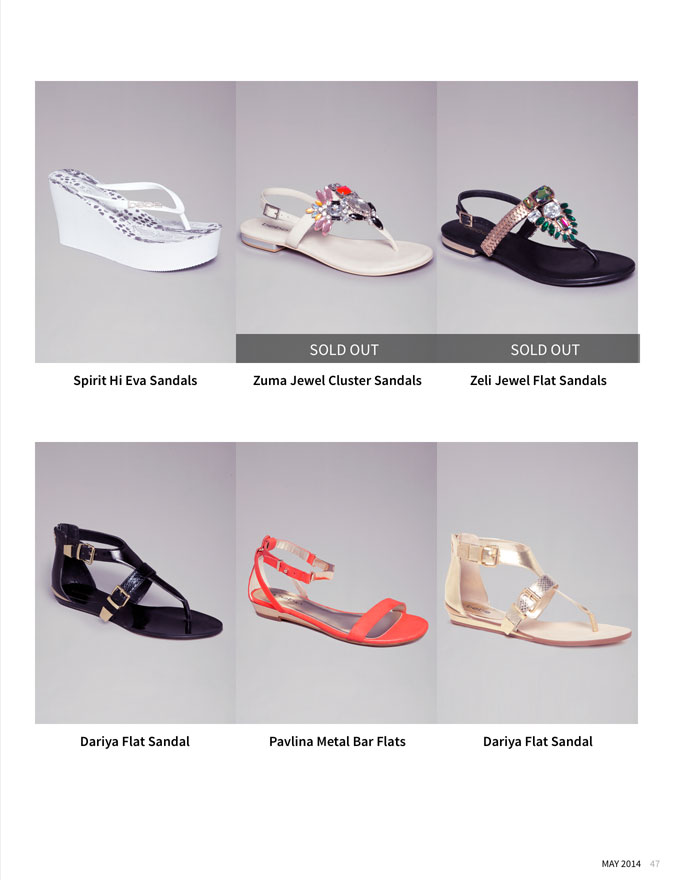 SOLD OUT
SOLD OUT
Spirit Hi Eva Sandals
Zuma Jewel Cluster Sandals
Zeli Jewel Flat Sandals
Dariya Flat Sandal
Pavlina Metal Bar Flats
Dariya Flat Sandal
MAY 2014 47